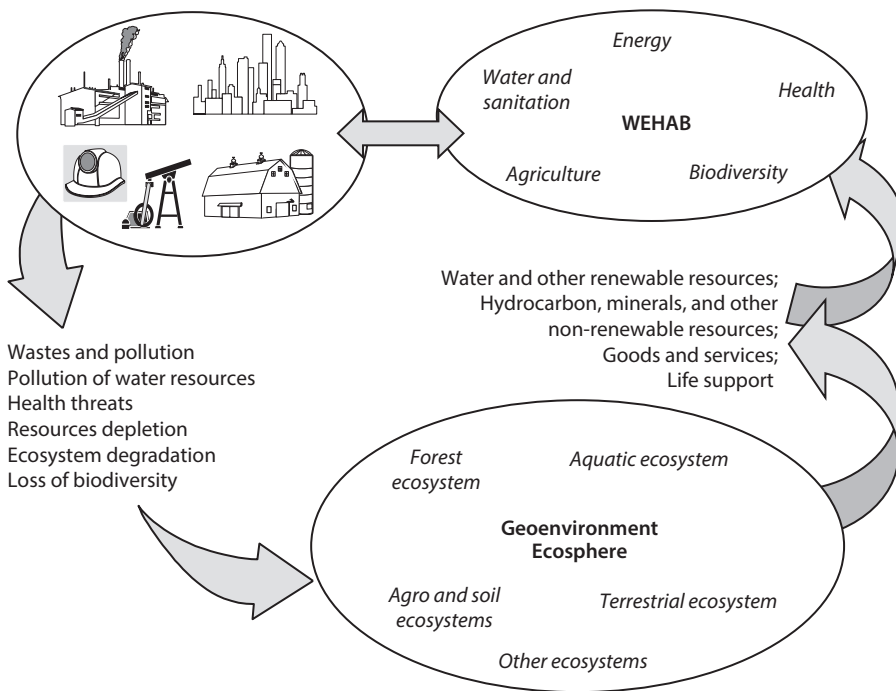 Energy
Water and
sanitation
Health
WEHAB
Agriculture
Biodiversity
Water and other renewable resources;
Hydrocarbon, minerals, and other
non-renewable resources;
Goods and services;
Life support
Wastes and pollution
Pollution of water resources
Health threats
Resources depletion
Ecosystem degradation
Loss of biodiversity
Forest
ecosystem
Aquatic ecosystem
Geoenvironment
Ecosphere
Agro and soil
ecosystems
Terrestrial ecosystem
Other ecosystems